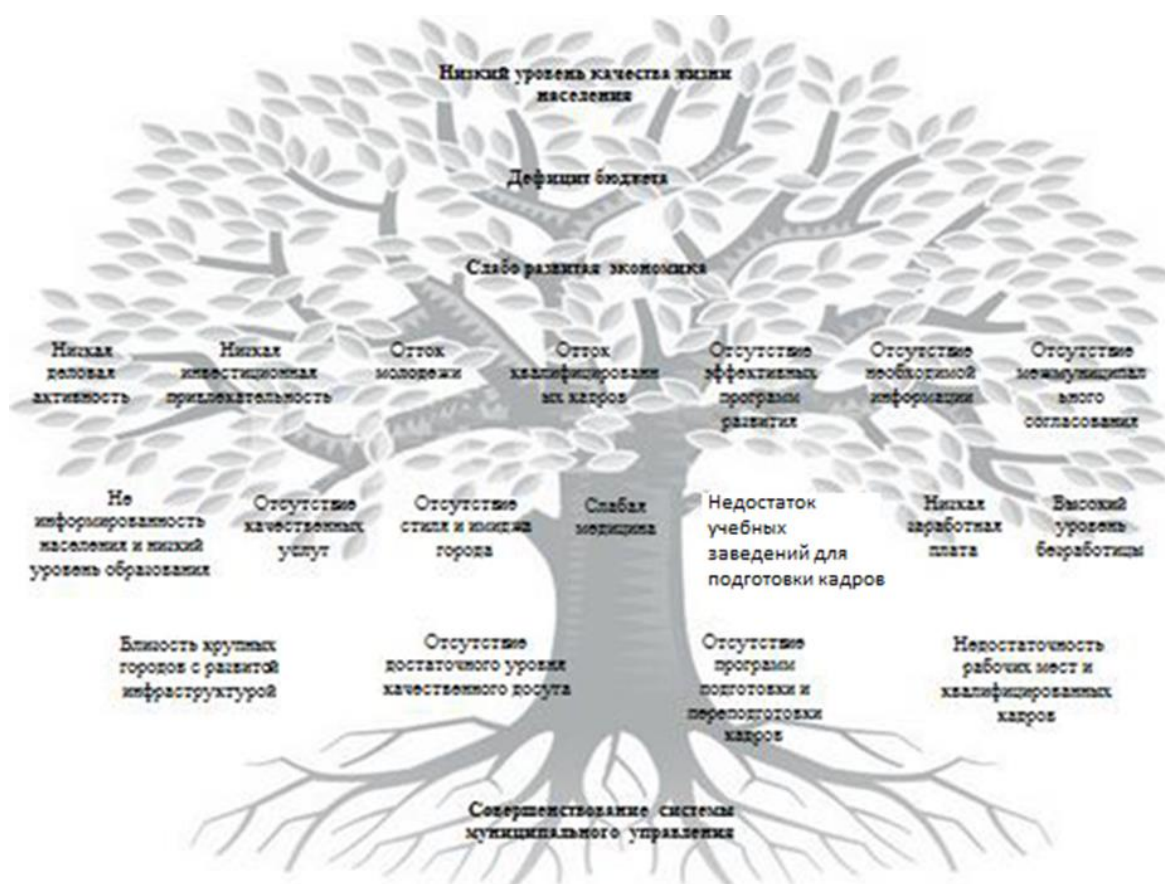 Низкий уровень качества жизни
населения
Дефицит бюджета
Слабо развитая экономика
Низкая
деловая
активность
Низкая
инвестиционная
привлекательность
Отток
молодежи
Отток
квалифицированн
ых кадров
Отсутствие
эффективных
программ
развития
Отсутствие
необходимой
информации
Отсутствие
межмуниципал
ьного
согласования
Не
информированность
населения и низкий
уровень образования
Отсутствие
качественных
услуг
Отсутствие
стиля и имиджа
города
Слабая
медицина
Недостаток
учебных
заведений для
подготовки кадров
Низкая
заработная
плата
Высокий
уровень
безработицы
Близость крупных
городов с развитой
инфраструктурой
Отсутствие
достаточного уровня
качественного досуга
Отсутствие
программ
подготовки и
переподготовки
кадров
Недостаточность
рабочих мест и
квалифицированных
кадров
Совершенствование системы
муниципального управления